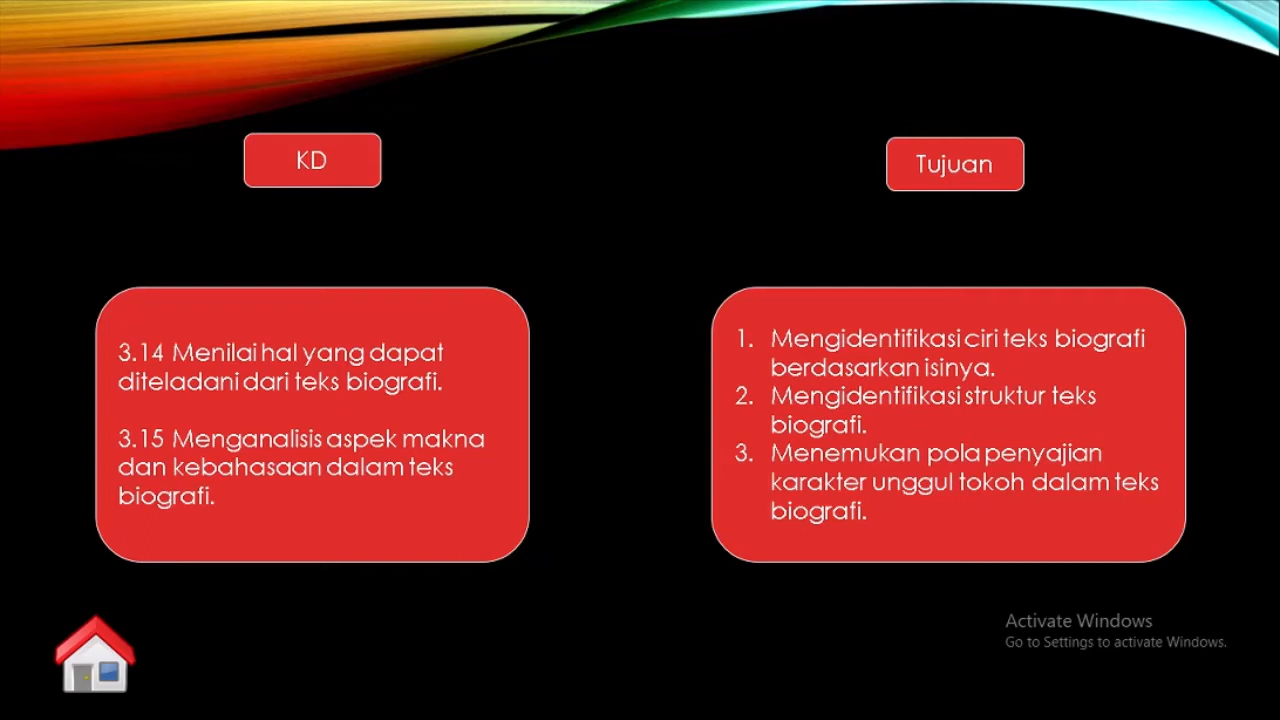 KD
Tujuan
3.14 Menilai hal yang dapat
diteladani dari teks biografi.
3.15 Menganalisis aspek makna
dan kebahasaan dalam teks
biografi.
1. Mengidentifikasi ciri teks biografi
berdasarkan isinya.
2. Mengidentifikasi struktur teks
biografi.
3. Menemukan pola penyajian
karakter unggul tokoh dalam teks
biografi.
Activate Windows
Go to Settings to activate Windows.